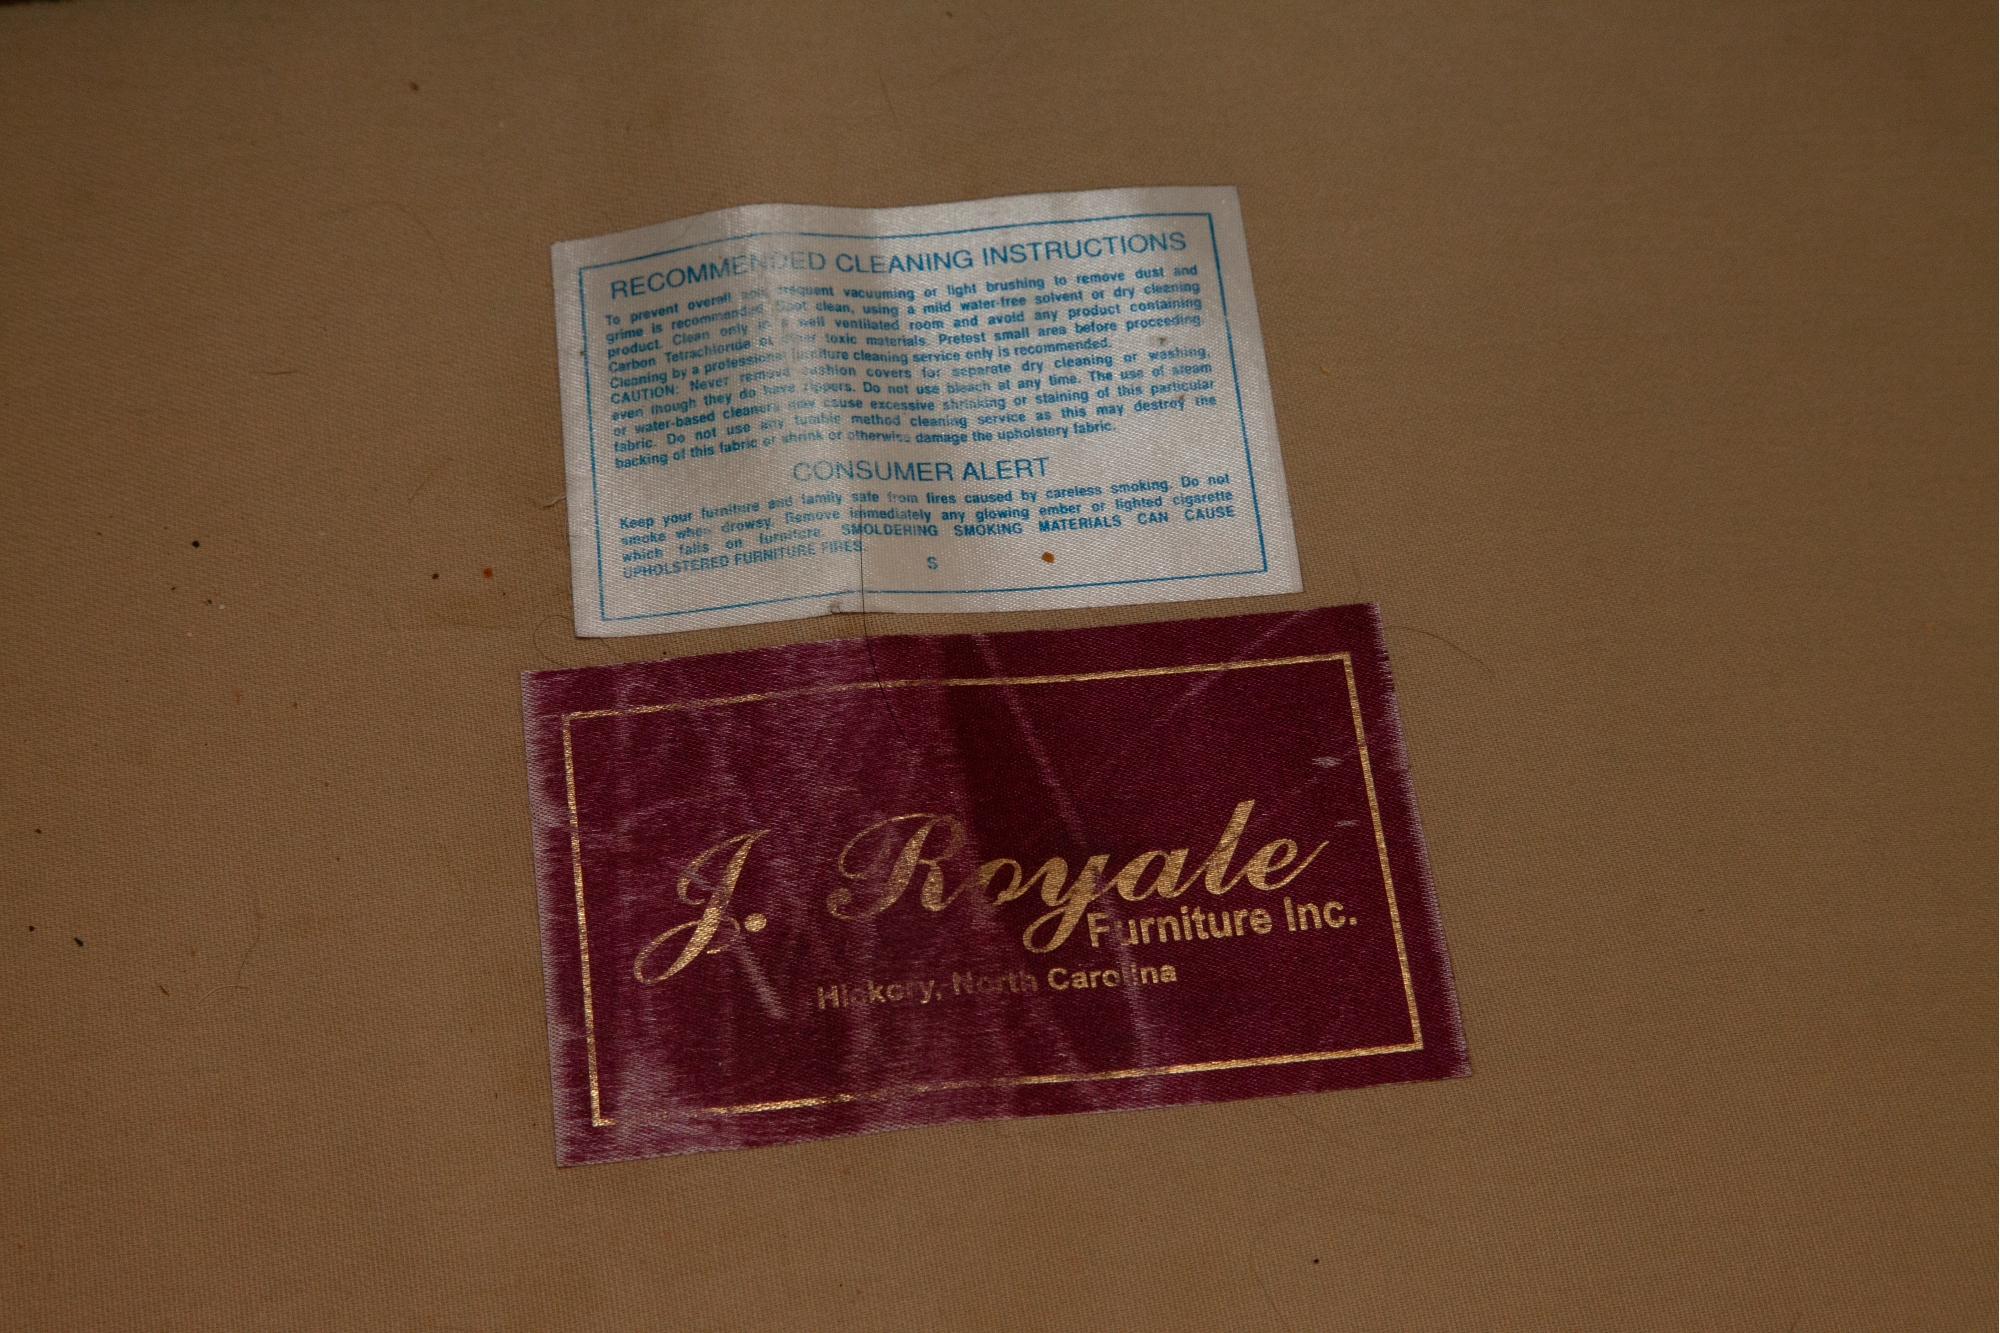 RECOMMENDED CLEANING INSTRUCTIONS
To prevent overall soil, frequent vacuuming or light brushing to remove dust and
grime is recommended. Spot clean, using a mild water-free solvent or dry cleaning
product. Clean only in a well ventilated room and avoid any product containing
Carbon Tetrachloride or other toxic materials. Pretest small area before proceeding.
Cleaning by a professional furniture cleaning service only is recommended.
CAUTION: Never remove cushion covers for separate dry cleaning or washing,
even though they do have zippers. Do not use bleach at any time. The use of steam
or water-based cleaners may cause excessive shrinking or staining of this particular
fabric. Do not use any tumble method cleaning service as this may destroy the
backing of this fabric or shrink or otherwise damage the upholstery fabric.
CONSUMER ALERT
Keep your furniture and family safe from fires caused by careless smoking. Do not
smoke when drowsy. Remove immediately any glowing ember or lighted cigarette
which falls on furniture. SMOLDERING SMOKING MATERIALS CAN CAUSE
UPHOLSTERED FURNITURE FIRES.
S
J. Royale
Furniture Inc.
Hickory, North Carolina